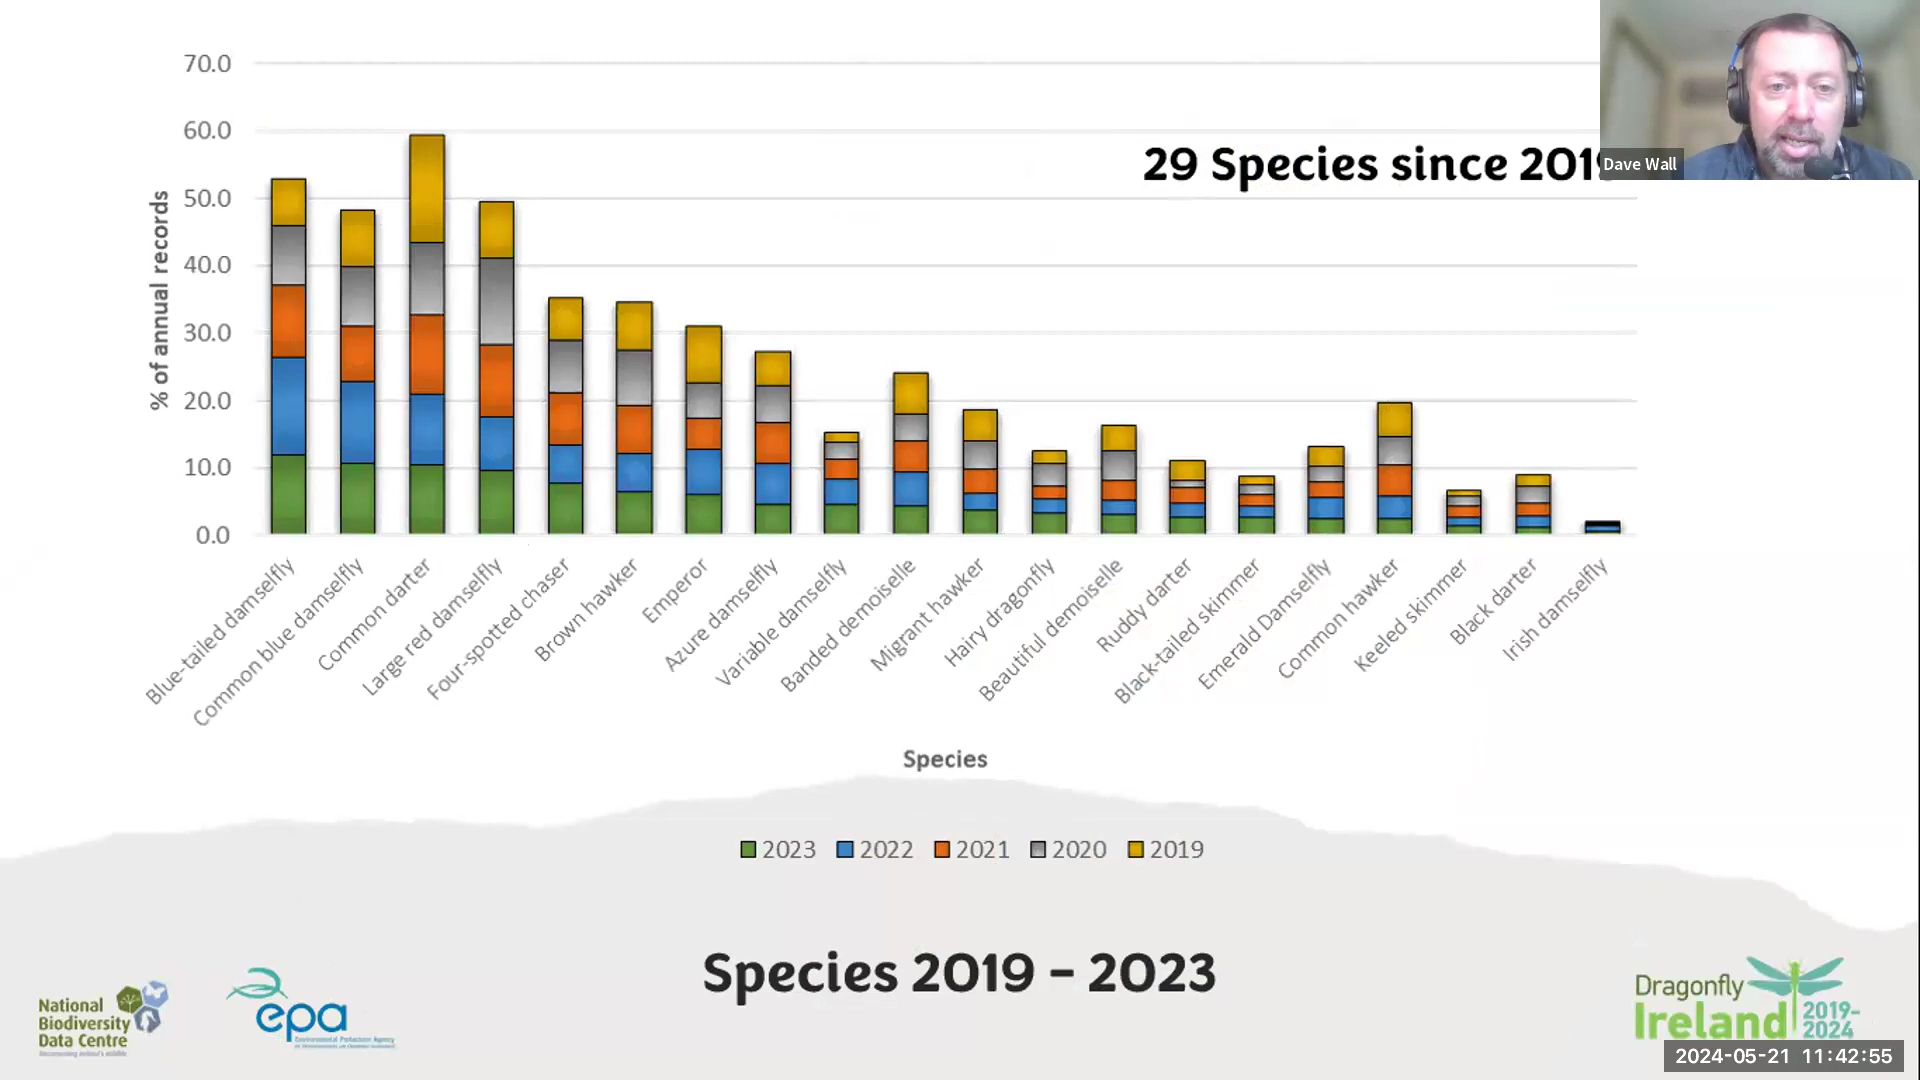 70.0
60.0
50.0
40.0
30.0
20.0
10.0
0.0
% of annual records
29 Species since 2019
Dave Wall
Blue-tailed damselfly
Common blue damselfly
Common darter
Large red damselfly
Four-spotted chaser
Brown hawker
Emperor
Azure damselfly
Variable damselfly
Banded demoiselle
Migrant hawker
Hairy dragonfly
Beautiful demoiselle
Ruddy darter
Black-tailed skimmer
Emerald Damselfly
Common hawker
Keeled skimmer
Black darter
Irish damselfly
Species
2023 2022 2021 2020 2019
Species 2019 – 2023
National
Biodiversity
Data Centre
epa
Environmental Protection Agency
Dragonfly
Ireland
2019-
2024
2024-05-21 11:42:55